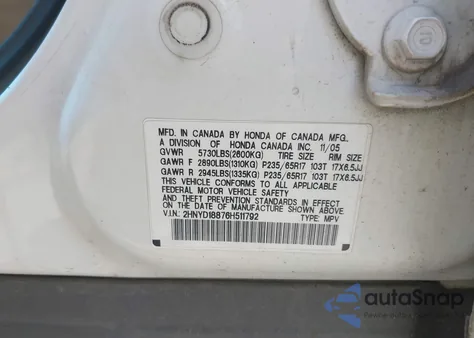 MFD. IN CANADA BY HONDA OF CANADA MFG.
A DIVISION OF HONDA CANADA INC. 11/05
GVWR 5730LBS(2600KG) TIRE SIZE RIM SIZE
GAWR F 2890LBS(1310KG) P235/65R17 103T 17X6.5JJ
GAWR R 2945LBS(1335KG) P235/65R17 103T 17X6.5JJ
THIS VEHICLE CONFORMS TO ALL APPLICABLE
FEDERAL MOTOR VEHICLE SAFETY
AND THEFT PREVENTION STANDARDS IN EFFECT
ON THE DATE OF MANUFACTURE SHOWN ABOVE.
V.I.N.: 2HNYD18876H511792 TYPE: MPV
autoSnap